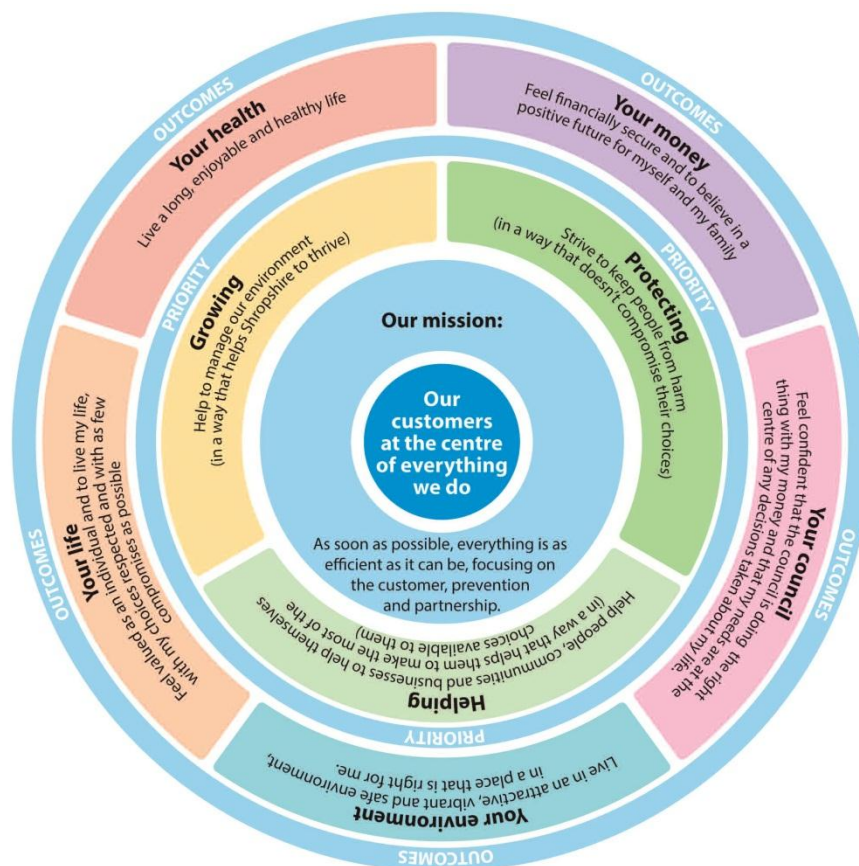 OUTCOMES
Your health
Live a long, enjoyable and healthy life
OUTCOMES
Your money
Feel financially secure and to believe in a
positive future for myself and my family
OUTCOMES
Your council
Feel confident that the council is doing the right
thing with my money and that my needs are at the
centre of any decisions taken about my life.
OUTCOMES
Your environment
Live in an attractive, vibrant and safe environment,
in a place that is right for me.
OUTCOMES
Your life
Feel valued as an individual and to live my life,
with my choices respected and with as few
compromises as possible
PRIORITY
Growing
Help to manage our environment
(in a way that helps Shropshire to thrive)
PRIORITY
Protecting
Strive to keep people from harm
(in a way that doesn't compromise their choices)
PRIORITY
Helping
Help people, communities and businesses to help themselves
(in a way that helps them to make the most of the
choices available to them)
Our mission:
Our
customers
at the centre
of everything
we do
As soon as possible, everything is as
efficient as it can be, focusing on
the customer, prevention
and partnership.